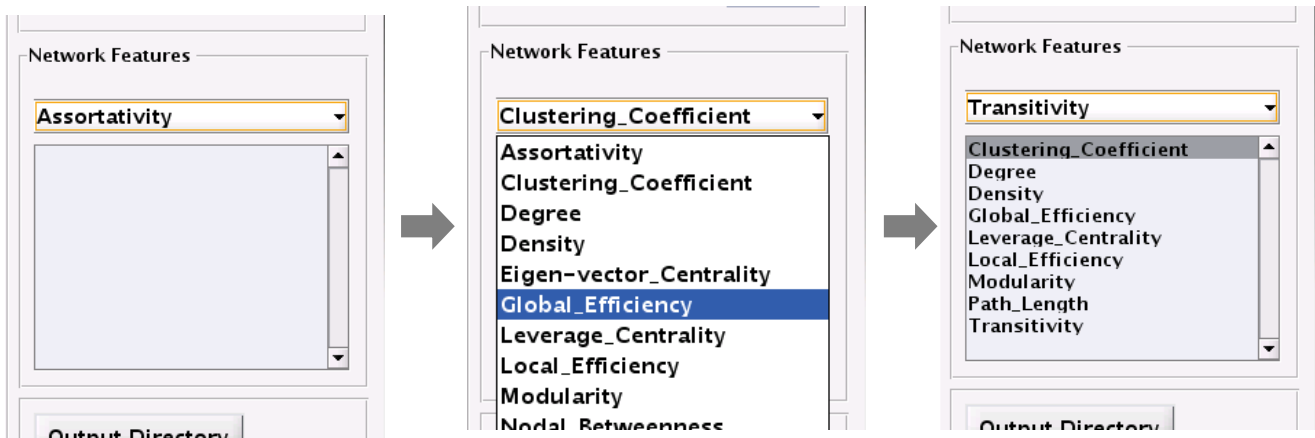 Network Features
Assortativity
Output Directory
Network Features
Clustering_Coefficient
Assortativity
Clustering_Coefficient
Degree
Density
Eigen-vector_Centrality
Global_Efficiency
Leverage_Centrality
Local_Efficiency
Modularity
Nodal_Betweenness
Network Features
Transitivity
Clustering_Coefficient
Degree
Density
Global_Efficiency
Leverage_Centrality
Local_Efficiency
Modularity
Path_Length
Transitivity
Output Directory